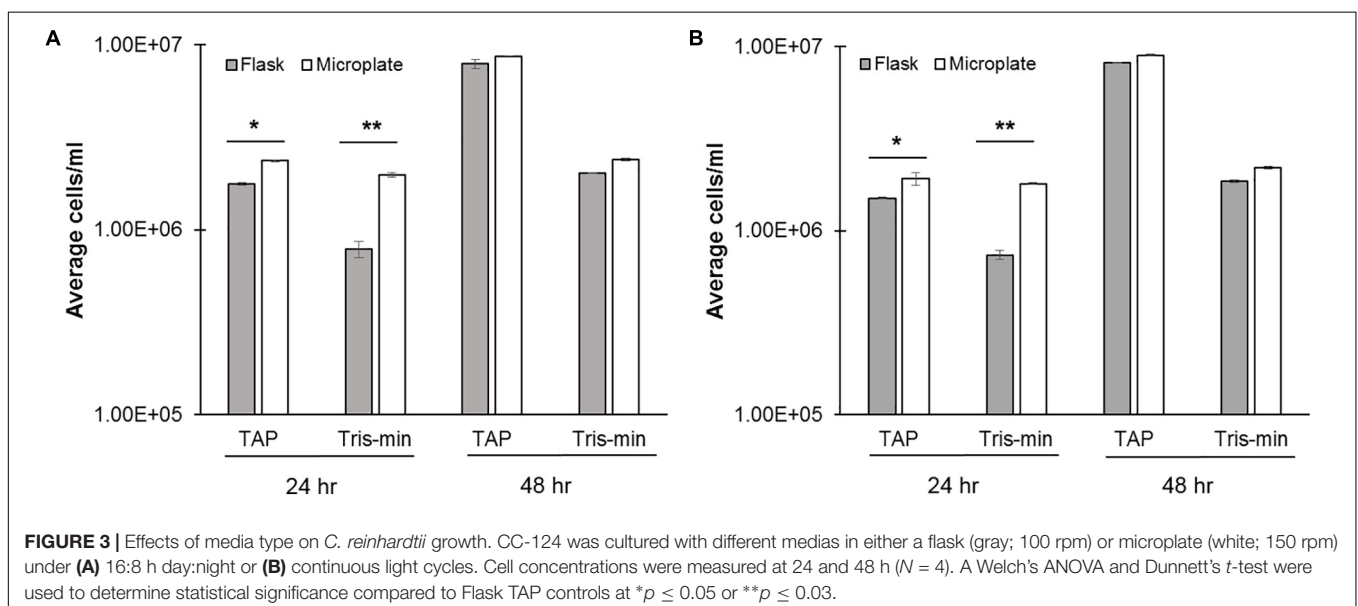 A
1.00E+07
Flask Microplate
* **
Average cells/ml
1.00E+06
1.00E+05
TAP Tris-min TAP Tris-min
24 hr 48 hr
B
1.00E+07
Flask Microplate
* **
Average cells/ml
1.00E+06
1.00E+05
TAP Tris-min TAP Tris-min
24 hr 48 hr
FIGURE 3 | Effects of media type on C. reinhardtii growth. CC-124 was cultured with different medias in either a flask (gray; 100 rpm) or microplate (white; 150 rpm)
under (A) 16:8 h day:night or (B) continuous light cycles. Cell concentrations were measured at 24 and 48 h (N = 4). A Welch's ANOVA and Dunnett's t-test were
used to determine statistical significance compared to Flask TAP controls at *p ≤ 0.05 or **p ≤ 0.03.